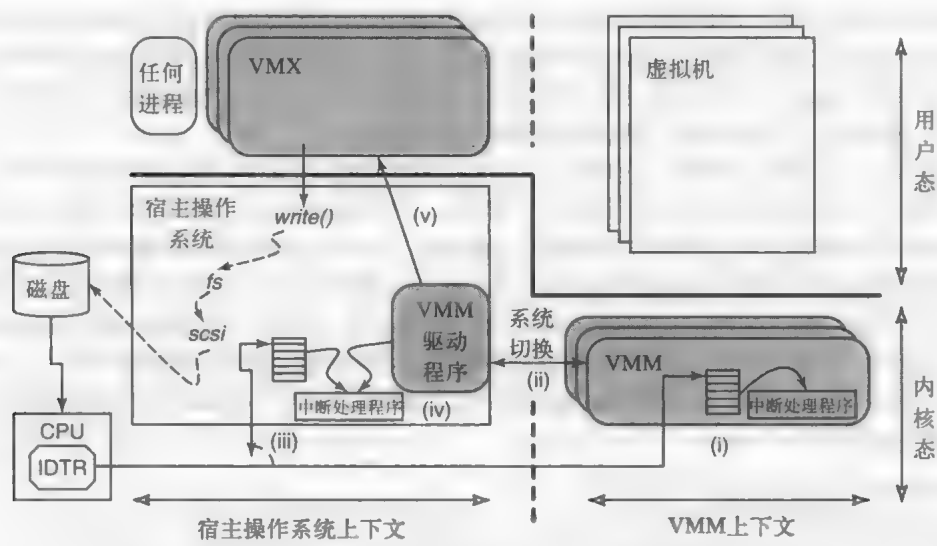 任何
进程
VMX
虚拟机
用户态
宿主操作
系统
write()
(v)
fs
磁盘
scsi
VMM
驱动
程序
系统
切换
(ii)
VMM
中断处理程序
(iv)
中断处理程序
内核态
CPU
IDTR
(iii)
(i)
宿主操作系统上下文
VMM上下文